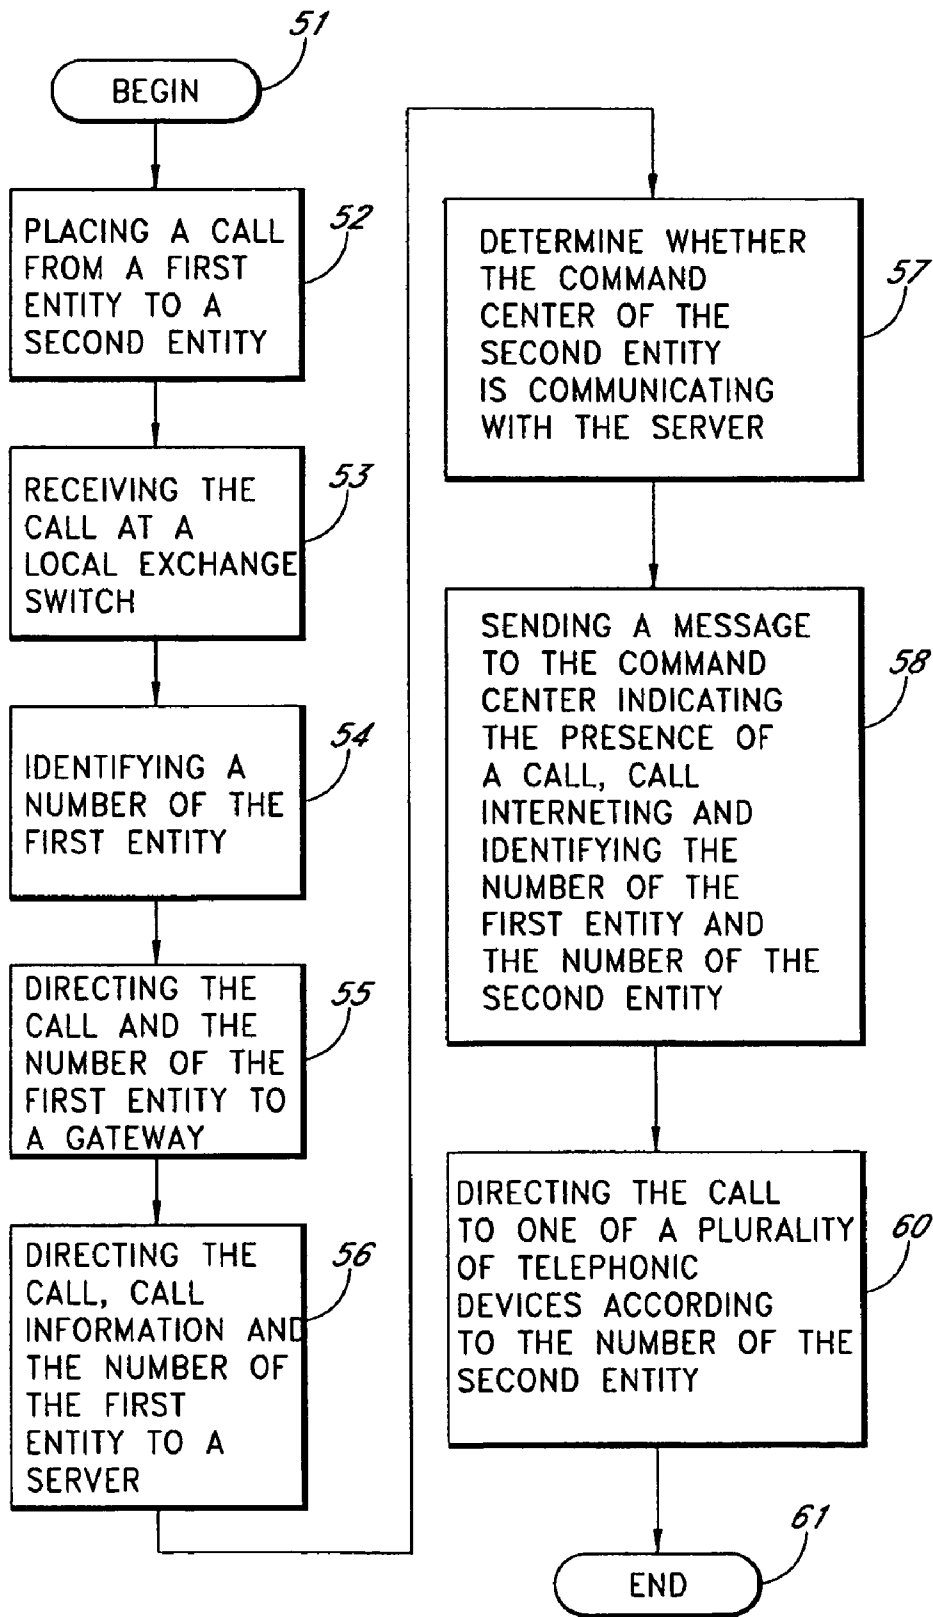 51
BEGIN
52
PLACING A CALL
FROM A FIRST
ENTITY TO A
SECOND ENTITY
53
RECEIVING THE
CALL AT A
LOCAL EXCHANGE
SWITCH
54
IDENTIFYING A
NUMBER OF THE
FIRST ENTITY
55
DIRECTING THE
CALL AND THE
NUMBER OF THE
FIRST ENTITY TO
A GATEWAY
56
DIRECTING THE
CALL, CALL
INFORMATION AND
THE NUMBER OF
THE FIRST
ENTITY TO A
SERVER
57
DETERMINE WHETHER
THE COMMAND
CENTER OF THE
SECOND ENTITY
IS COMMUNICATING
WITH THE SERVER
58
SENDING A MESSAGE
TO THE COMMAND
CENTER INDICATING
THE PRESENCE OF
A CALL, CALL
INTERNETING AND
IDENTIFYING THE
NUMBER OF THE
FIRST ENTITY AND
THE NUMBER OF THE
SECOND ENTITY
60
DIRECTING THE CALL
TO ONE OF A PLURALITY
OF TELEPHONIC
DEVICES ACCORDING
TO THE NUMBER OF THE
SECOND ENTITY
61
END